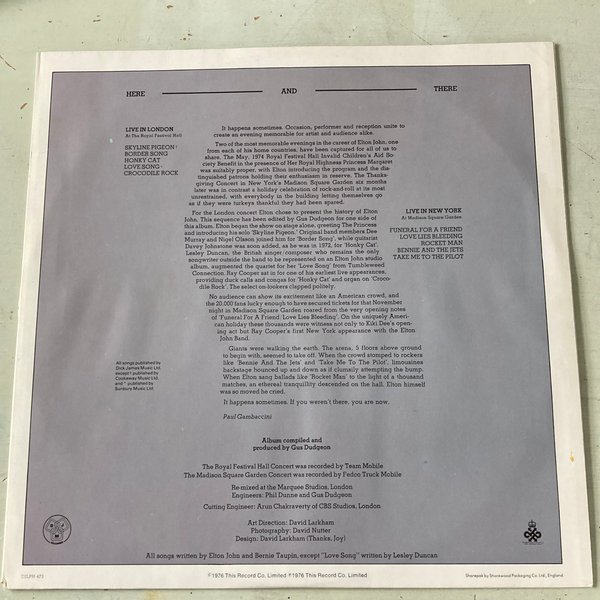 HERE AND THERE
LIVE IN LONDON
At The Royal Festival Hall
SKYLINE PIGEON†
BORDER SONG
HONKY CAT
LOVE SONG*
CROCODILE ROCK
It happens sometimes. Occasion, performer and reception unite to
create an evening memorable for artist and audience alike.
Two of the most memorable evenings in the career of Elton John, one
from each of his home countries, have been captured for all of us to
share. The May, 1974 Royal Festival Hall Invalid Children's Aid So-
ciety Benefit in the presence of Her Royal Highness Princess Margaret
was suitably proper, with Elton introducing the program and the dis-
tinguished patrons holding their enthusiasm in reserve. The Thanks-
giving Concert in New York's Madison Square Garden six months
later was in contrast a holiday celebration of rock-and-roll at its most
unrestrained, with everybody in the building letting themselves go
as if they were turkeys thankful they had been spared.
For the London concert Elton chose to present the history of Elton
John. This sequence has been edited by Gus Dudgeon for one side of
this album. Elton began the show on stage alone, greeting The Princess
and introducing his solo 'Skyline Pigeon.' Original band members Dee
Murray and Nigel Olsson joined him for 'Border Song', while guitarist
Davey Johnstone was soon added, as he was in 1972, for 'Honky Cat'.
Lesley Duncan, the British singer/composer who remains the only
songwriter outside the band to be represented on an Elton John studio
album, augmented the quartet for her 'Love Song' from Tumbleweed
Connection. Ray Cooper sat in for one of his earliest live appearances,
providing duck calls and congas for 'Honky Cat' and organ on 'Croco-
dile Rock'. The select on-lookers clapped politely.
LIVE IN NEW YORK
At Madison Square Garden
FUNERAL FOR A FRIEND
LOVE LIES BLEEDING
ROCKET MAN
BENNIE AND THE JETS
TAKE ME TO THE PILOT
No audience can show its excitement like an American crowd, and
the 20,000 fans lucky enough to have secured tickets for that November
night in Madison Square Garden roared from the very opening notes
of 'Funeral For A Friend/Love Lies Bleeding'. On the uniquely Ameri-
can holiday these thousands were witness not only to Kiki Dee's open-
ing act but Ray Cooper's first New York appearance with the Elton
John Band.
Giants were walking the earth. The arena, 5 floors above ground
to begin with, seemed to take off. When the crowd stomped to rockers
like 'Bennie And The Jets' and 'Take Me To The Pilot', limousines
backstage bounced up and down as if clumsily attempting the bump.
When Elton sang ballads like 'Rocket Man' to the light of a thousand
matches, an ethereal tranquility descended on the hall. Elton himself
was so moved he cried.
It happens sometimes. If you weren't there, you are now.
Paul Gambaccini
All songs published by
Dick James Music Ltd.
except † published by
Cookaway Music Ltd.
and * published by
Sunbury Music Ltd.
Album compiled and
produced by Gus Dudgeon
The Royal Festival Hall Concert was recorded by Team Mobile
The Madison Square Garden Concert was recorded by Fedco Truck Mobile
Re-mixed at the Marquee Studios, London
Engineers: Phil Dunne and Gus Dudgeon
Cutting Engineer: Arun Chakraverty of CBS Studios, London
Art Direction: David Larkham
Photography: David Nutter
Design: David Larkham (Thanks, Joy)
All songs written by Elton John and Bernie Taupin, except "Love Song" written by Lesley Duncan
DJLPH 473
©1976 This Record Co. Limited ℗1976 This Record Co. Limited
Sharepak by Shorewood Packaging Co. Ltd., England.